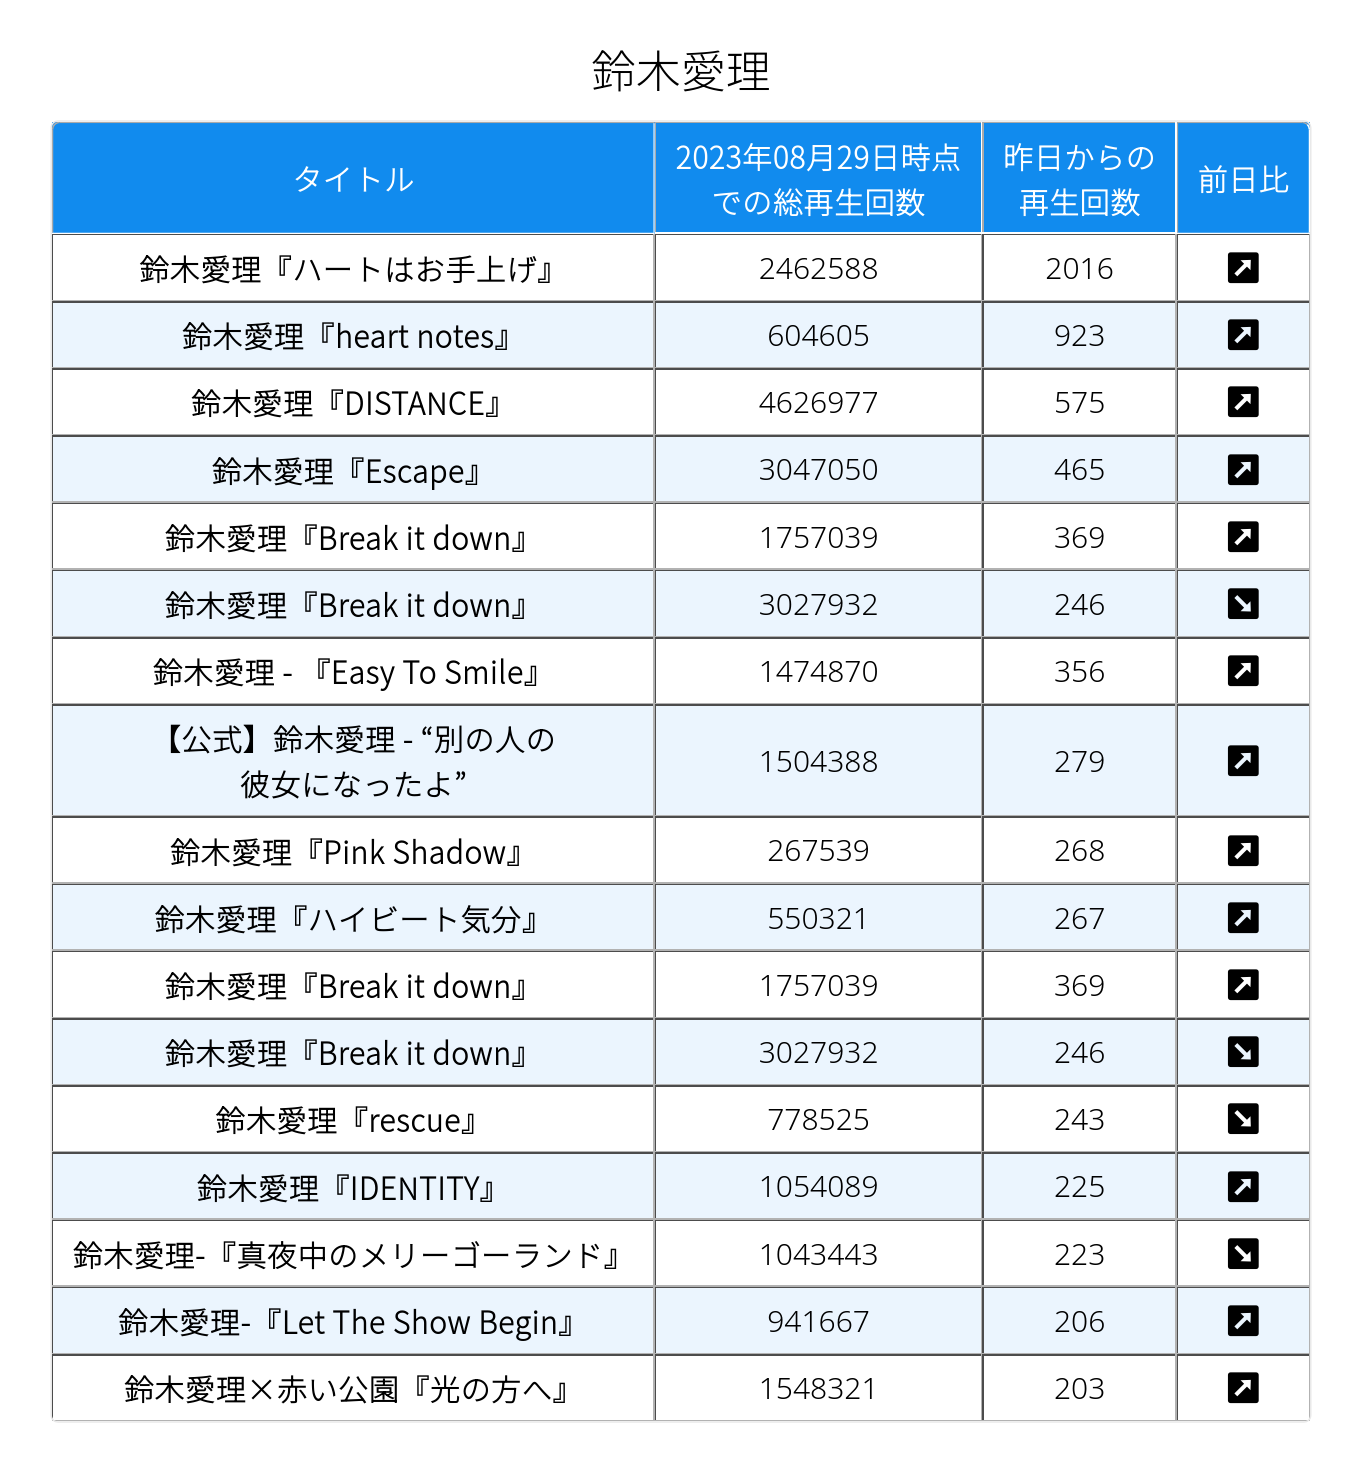 鈴木愛理
タイトル 2023年08月29日時点での総再生回数 昨日からの再生回数 前日比
鈴木愛理『ハートはお手上げ』 2462588 2016
鈴木愛理『heart notes』 604605 923
鈴木愛理『DISTANCE』 4626977 575
鈴木愛理『Escape』 3047050 465
鈴木愛理『Break it down』 1757039 369
鈴木愛理『Break it down』 3027932 246
鈴木愛理 - 『Easy To Smile』 1474870 356
【公式】鈴木愛理 - “別の人の彼女になったよ” 1504388 279
鈴木愛理『Pink Shadow』 267539 268
鈴木愛理『ハイビート気分』 550321 267
鈴木愛理『Break it down』 1757039 369
鈴木愛理『Break it down』 3027932 246
鈴木愛理『rescue』 778525 243
鈴木愛理『IDENTITY』 1054089 225
鈴木愛理-『真夜中のメリーゴーランド』 1043443 223
鈴木愛理-『Let The Show Begin』 941667 206
鈴木愛理×赤い公園『光の方へ』 1548321 203